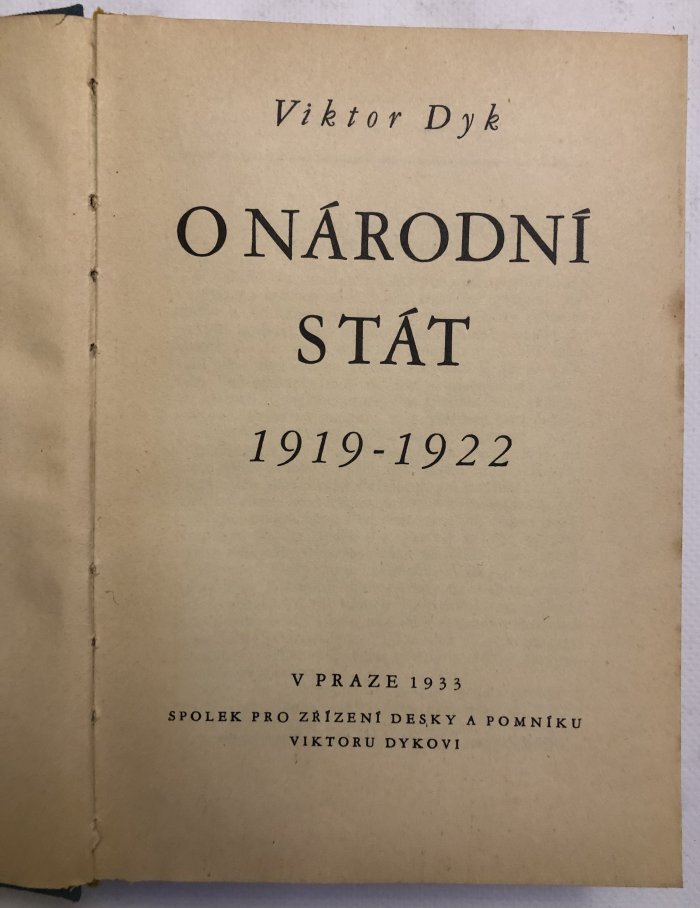 Viktor Dyk
O NÁRODNÍ
STÁT
1919-1922
V PRAZE 1933
SPOLEK PRO ZŘÍZENÍ DESKY A POMNÍKU
VIKTORU DYKOVI